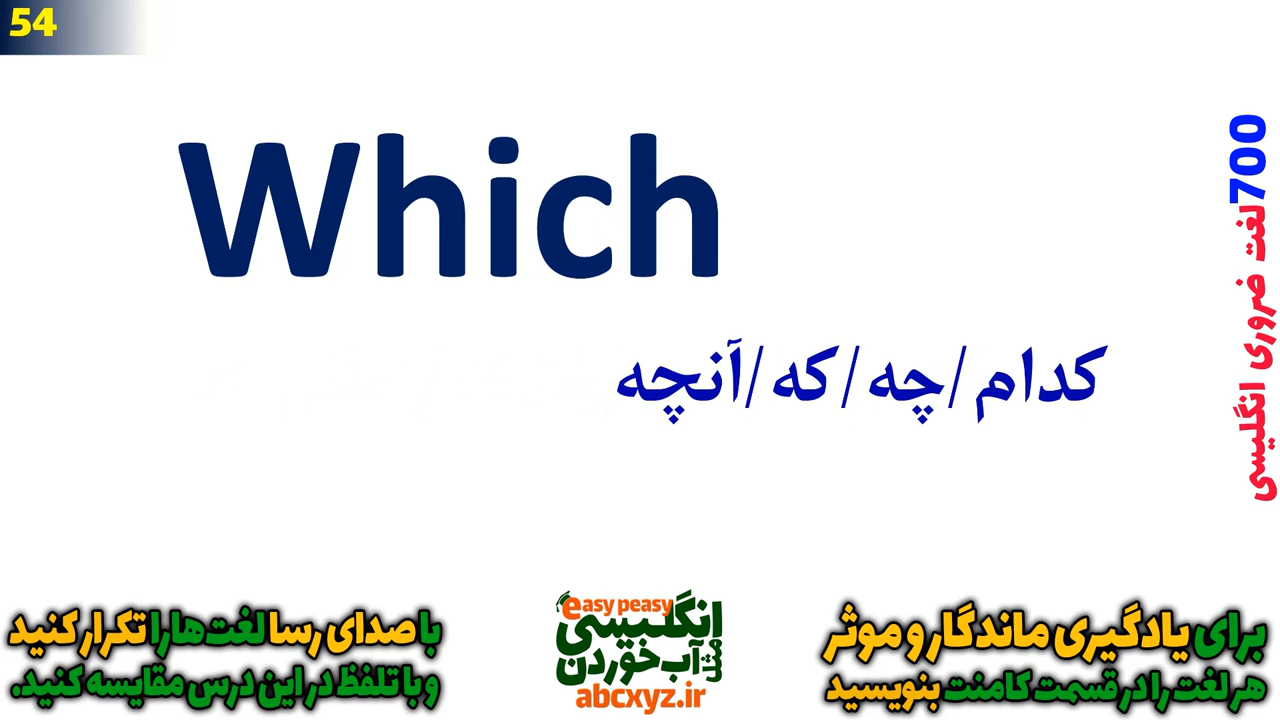 54
Which
کدام/چه/که/آنچه
700 لغت ضروری انگلیسی
برای یادگیری ماندگار و موثر
هر لغت را در قسمت کامنت بنویسید
easy peasy
انگلیسی
مثل آب خوردن
abcxyz.ir
با صدای رسا لغت‌ها را تکرار کنید
و با تلفظ در این درس مقایسه کنید.